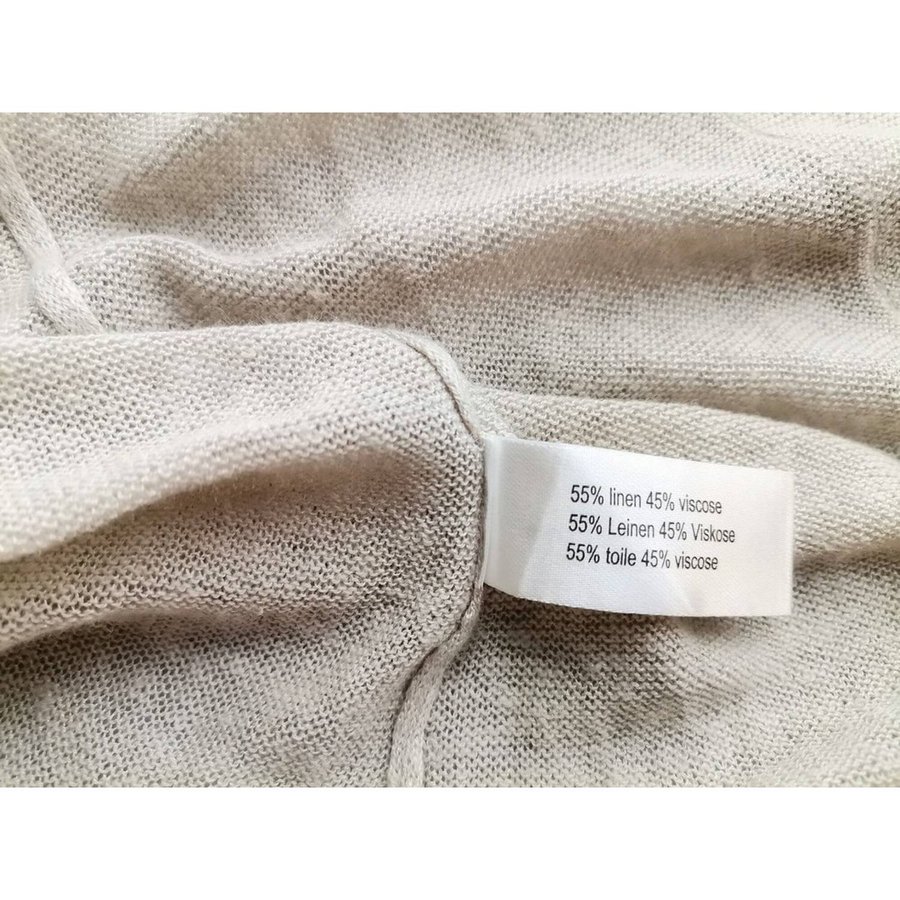 55% linen 45% viscose
55% Leinen 45% Viskose
55% toile 45% viscose